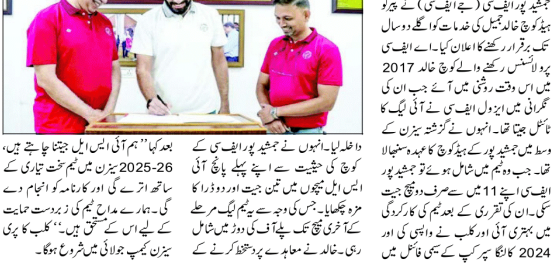 جمشید پور ایف سی (جے ایف سی) نے پیر کو
ہیڈ کوچ خالد جمیل کی خدمات کو اگلے دو سال
تک برقرار رکھنے کا اعلان کیا۔ اے ایف سی
پرو لائسنس رکھنے والے کوچ خالد 2017
میں اس وقت روشنی میں آئے جب ان کی
نگرانی میں ایزول ایف سی نے آئی لیگ کا
ٹائٹل جیتا تھا۔ انہوں نے گزشتہ سیزن کے
وسط میں جمشید پور کے ہیڈ کوچ کا عہدہ سنبھالا
تھا۔ جب وہ ٹیم میں شامل ہوئے تو جمشید پور
ایف سی اپنے 11 میں سے صرف دو میچ جیت
سکی۔ ان کی تقرری کے بعد ٹیم کی کارکردگی
میں بہتری آئی اور کلب نے واپسی کی اور
2024 کالنگا سپر کپ کے سیمی فائنل میں
داخلہ لیا۔ انہوں نے جمشید پور ایف سی کے
کوچ کی حیثیت سے اپنے پہلے پانچ آئی
ایس ایل میچوں میں تین جیت اور دو ڈرا کا
مزہ چکھایا۔ جس کی وجہ سے یہ ٹیم لیگ مرحلے
کے آخری میچ تک پلے آف کی دوڑ میں شامل
رہی۔ خالد نے معاہدے پر دستخط کرنے کے
بعد کہا ’’ہم آئی ایس ایل جیتنا چاہتے ہیں،
2025-26 سیزن میں ٹیم سخت تیاری کے
ساتھ اترے گی اور کارنامہ کو انجام دے
گی۔ ہمارے مداح ٹیم کی زبردست حمایت
کے لیے اس کے مستحق ہیں۔‘‘ کلب کا پری
سیزن کیمپ جولائی میں شروع ہوگا۔